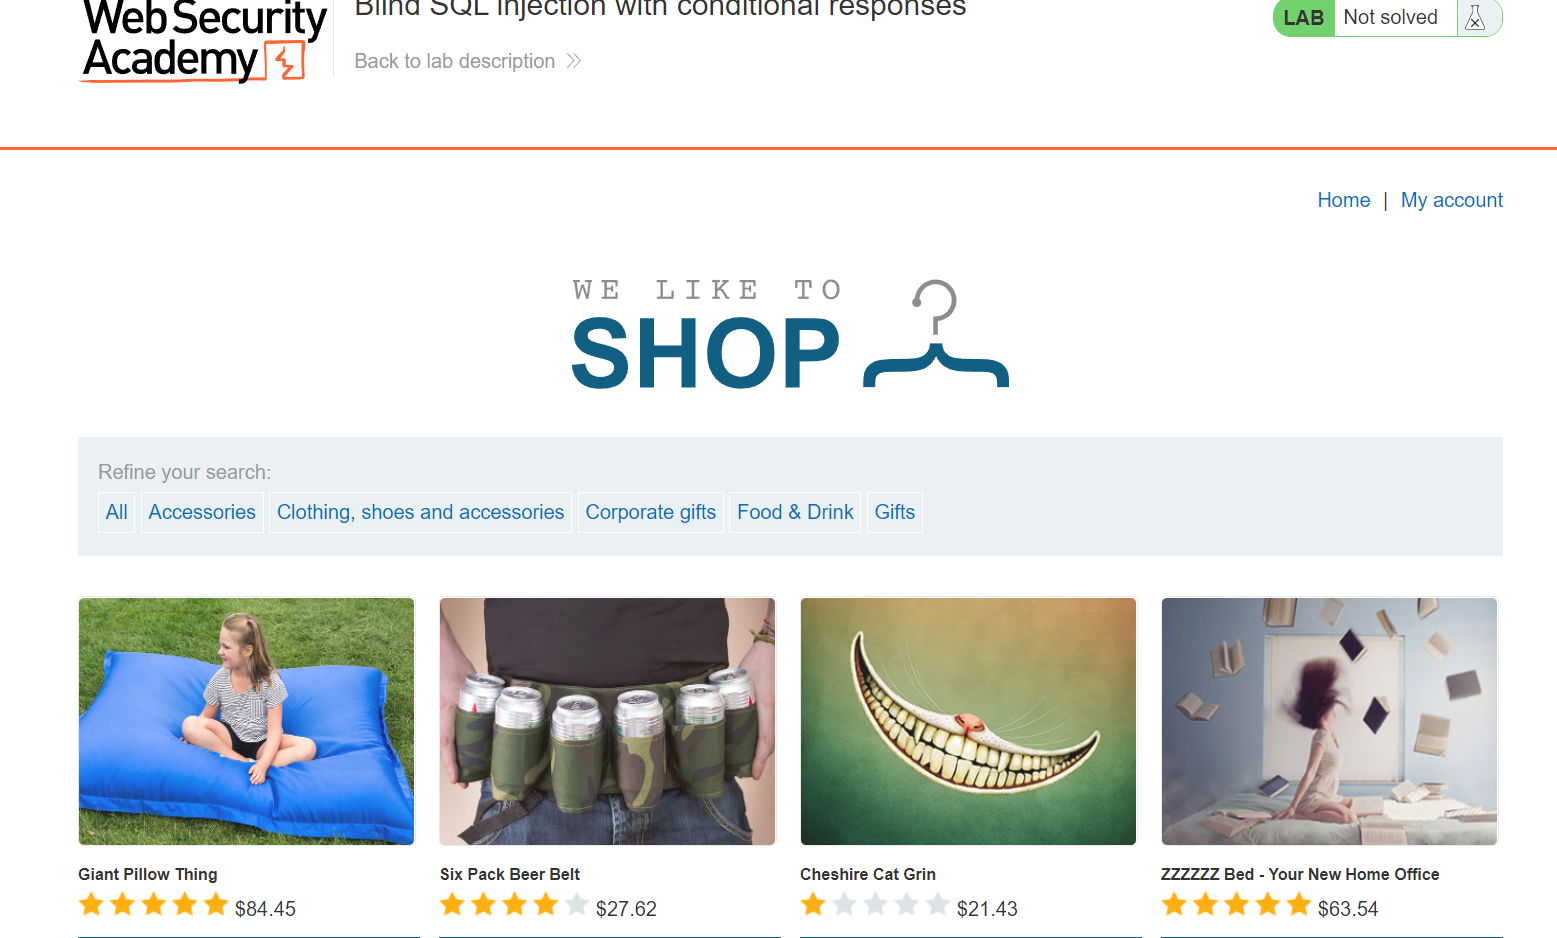 Web Security
Academy
Blind SQL injection with conditional responses
Back to lab description
LAB Not solved
Home | My account
WE LIKE TO
SHOP
Refine your search:
All Accessories Clothing, shoes and accessories Corporate gifts Food & Drink Gifts
Giant Pillow Thing
$84.45
Six Pack Beer Belt
$27.62
Cheshire Cat Grin
$21.43
ZZZZZZ Bed - Your New Home Office
$63.54